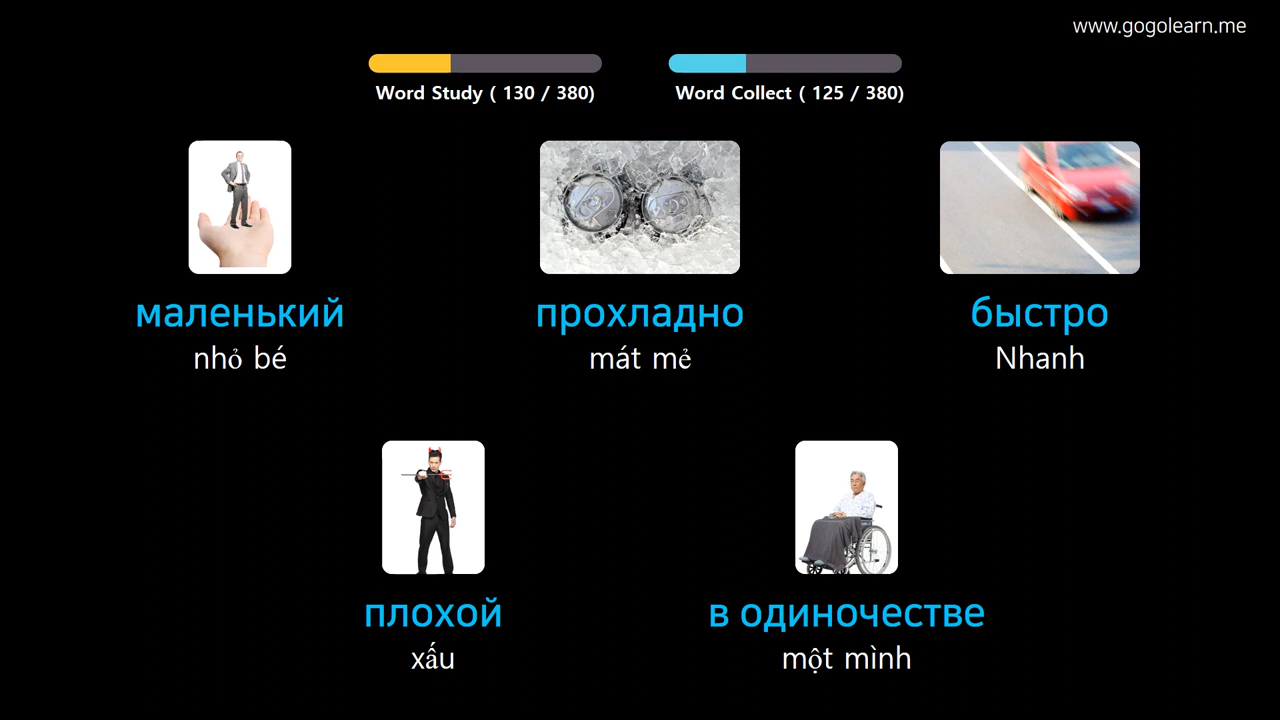 www.gogolearn.me
Word Study ( 130 / 380)
Word Collect ( 125 / 380)
маленький
nhỏ bé
прохладно
mát mẻ
быстро
Nhanh
плохой
xấu
в одиночестве
một mình